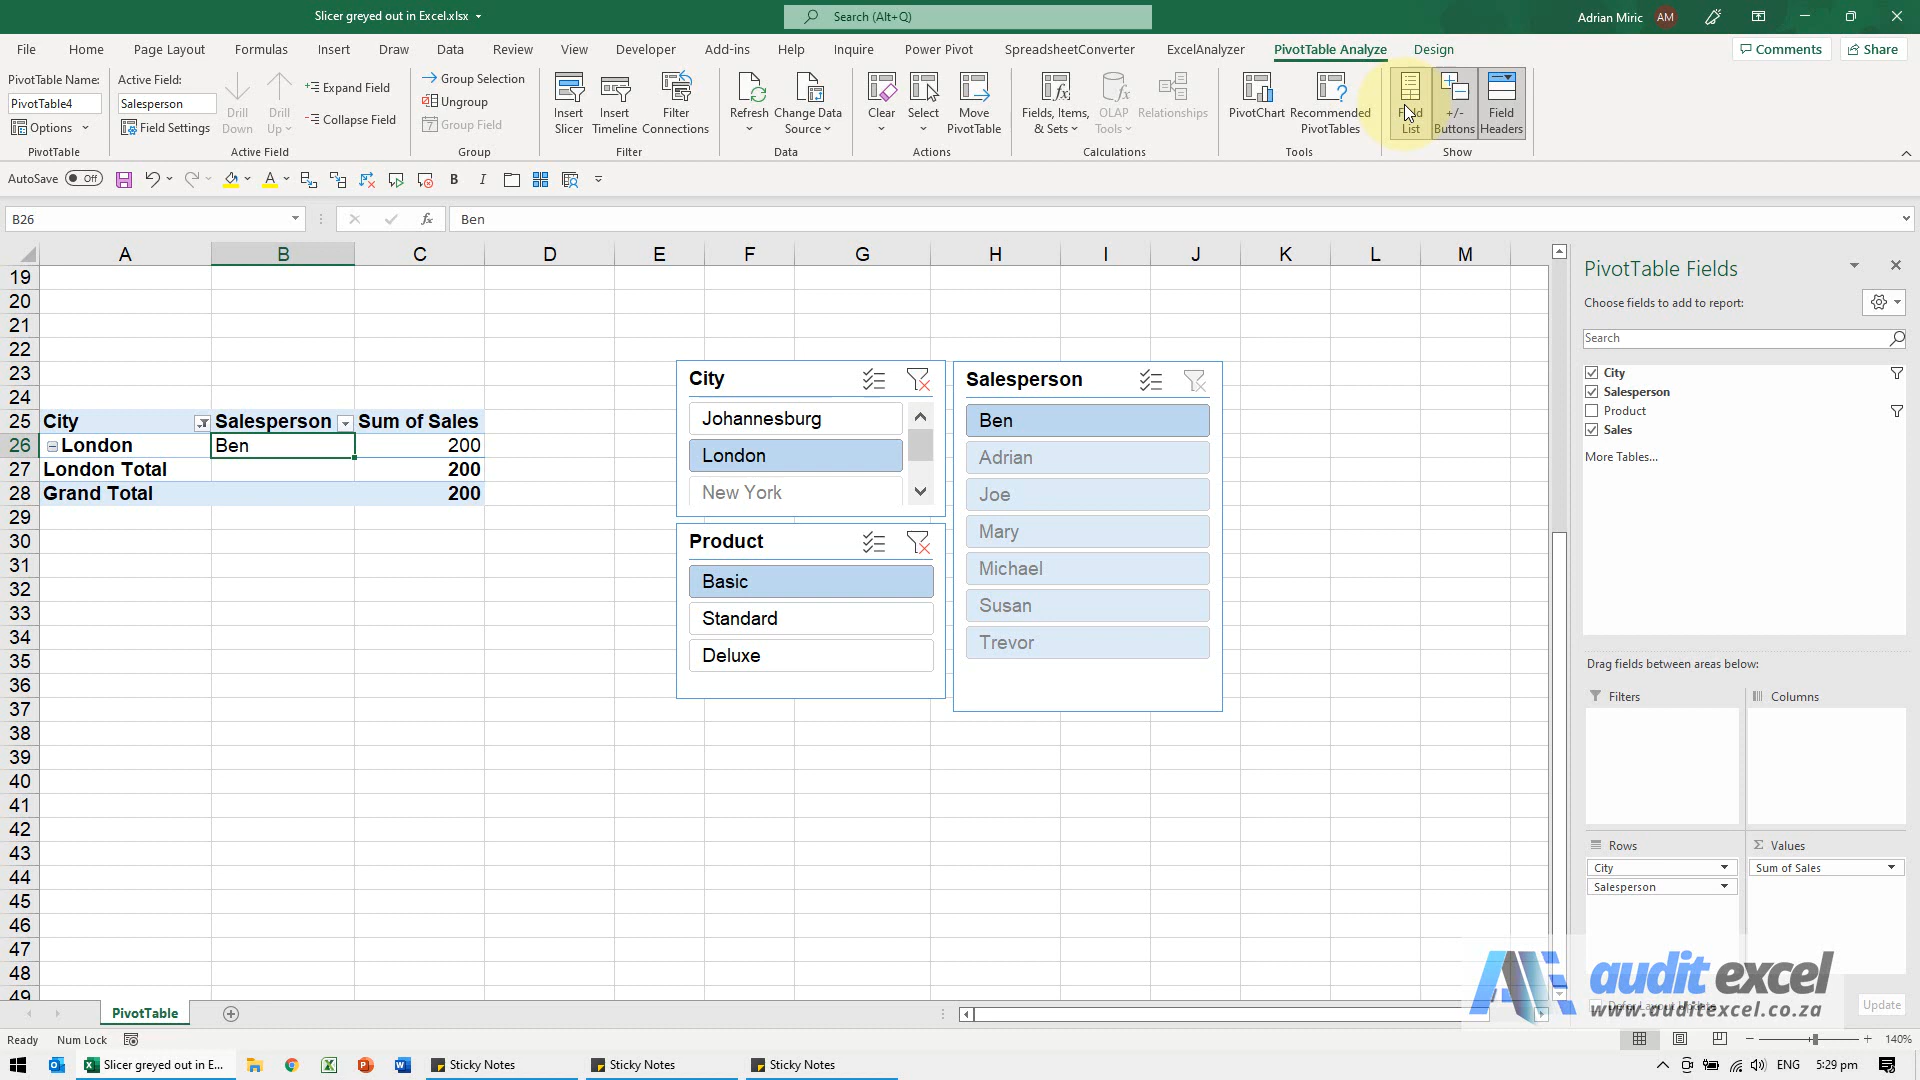 Slicer greyed out in Excel.xlsx
Search (Alt+Q)
Adrian Miric AM
File Home Page Layout Formulas Insert Draw Data Review View Developer Add-ins Help Inquire Power Pivot SpreadsheetConverter ExcelAnalyzer PivotTable Analyze Design
Comments Share
PivotTable Name:
PivotTable4
Options
PivotTable
Active Field:
Salesperson
Field Settings
Drill Down
Drill Up
Expand Field
Collapse Field
Active Field
Group Selection
Ungroup
Group Field
Group
Insert Slicer
Insert Timeline
Filter Connections
Filter
Refresh
Change Data Source
Data
Clear
Select
Move PivotTable
Actions
Fields, Items, & Sets
OLAP Tools
Relationships
Calculations
PivotChart
Recommended PivotTables
Tools
Field List
+/- Buttons
Field Headers
Show
AutoSave Off
A B I
B26
fx Ben
A B C D E F G H I J K L M
19
20
21
22
23
24
25 City Salesperson Sum of Sales
26 London Ben 200
27 London Total 200
28 Grand Total 200
29
30
31
32
33
34
35
36
37
38
39
40
41
42
43
44
45
46
47
48
49
City
Johannesburg
London
New York
Product
Basic
Standard
Deluxe
Salesperson
Ben
Adrian
Joe
Mary
Michael
Susan
Trevor
PivotTable Fields
Choose fields to add to report:
Search
City
Salesperson
Product
Sales
More Tables...
Drag fields between areas below:
Filters
Columns
Rows
City
Salesperson
Σ Values
Sum of Sales
Defer Layout Update
Update
audit excel
www.auditexcel.co.za
PivotTable
Ready Num Lock
140%
Slicer greyed out in E...
Sticky Notes
Sticky Notes
Sticky Notes
ENG 5:29 pm